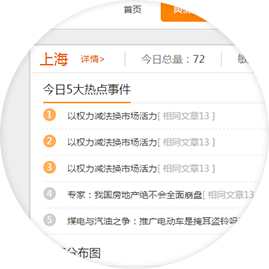 首页
上海 详情> 今日总量：72
今日5大热点事件
1 以权力减法换市场活力[ 相同文章13 ]
2 以权力减法换市场活力[ 相同文章13 ]
3 以权力减法换市场活力[ 相同文章13 ]
4 专家：我国房地产绝不会全面崩盘[ 相同文章13
5 煤电与汽油之争：推广电动车是掩耳盗铃吗
分布图